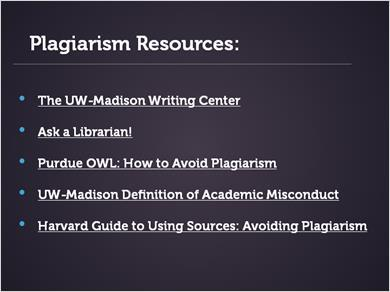 Plagiarism Resources:
The UW-Madison Writing Center
Ask a Librarian!
Purdue OWL: How to Avoid Plagiarism
UW-Madison Definition of Academic Misconduct
Harvard Guide to Using Sources: Avoiding Plagiarism